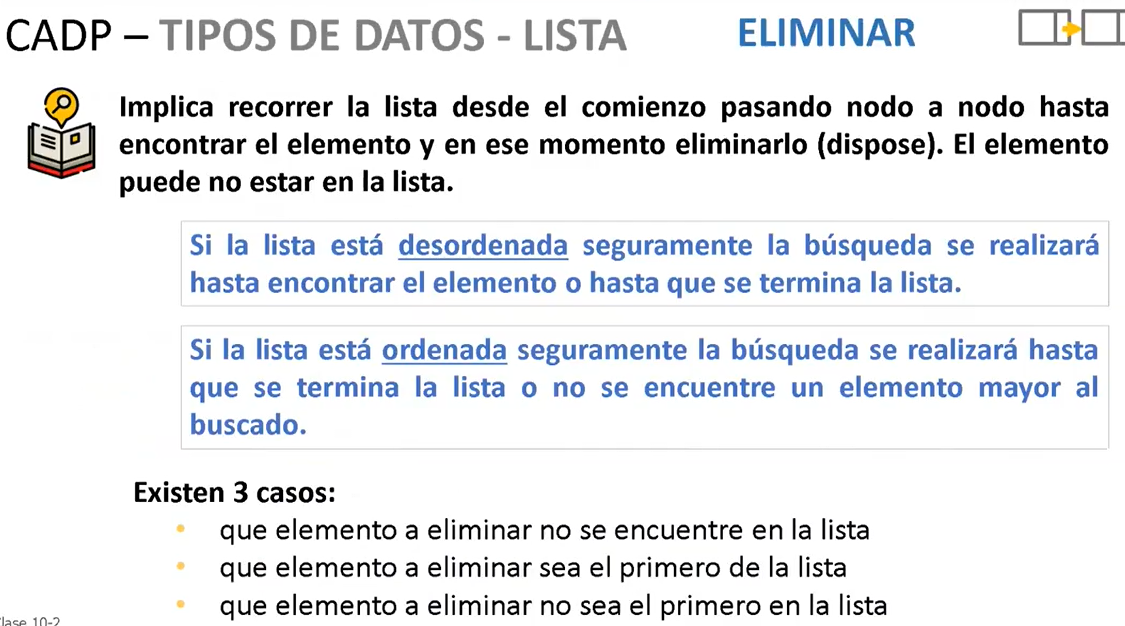 CADP – TIPOS DE DATOS - LISTA ELIMINAR
Implica recorrer la lista desde el comienzo pasando nodo a nodo hasta
encontrar el elemento y en ese momento eliminarlo (dispose). El elemento
puede no estar en la lista.
Si la lista está desordenada seguramente la búsqueda se realizará
hasta encontrar el elemento o hasta que se termina la lista.
Si la lista está ordenada seguramente la búsqueda se realizará hasta
que se termina la lista o no se encuentre un elemento mayor al
buscado.
Existen 3 casos:
• que elemento a eliminar no se encuentre en la lista
• que elemento a eliminar sea el primero de la lista
• que elemento a eliminar no sea el primero en la lista
10-2